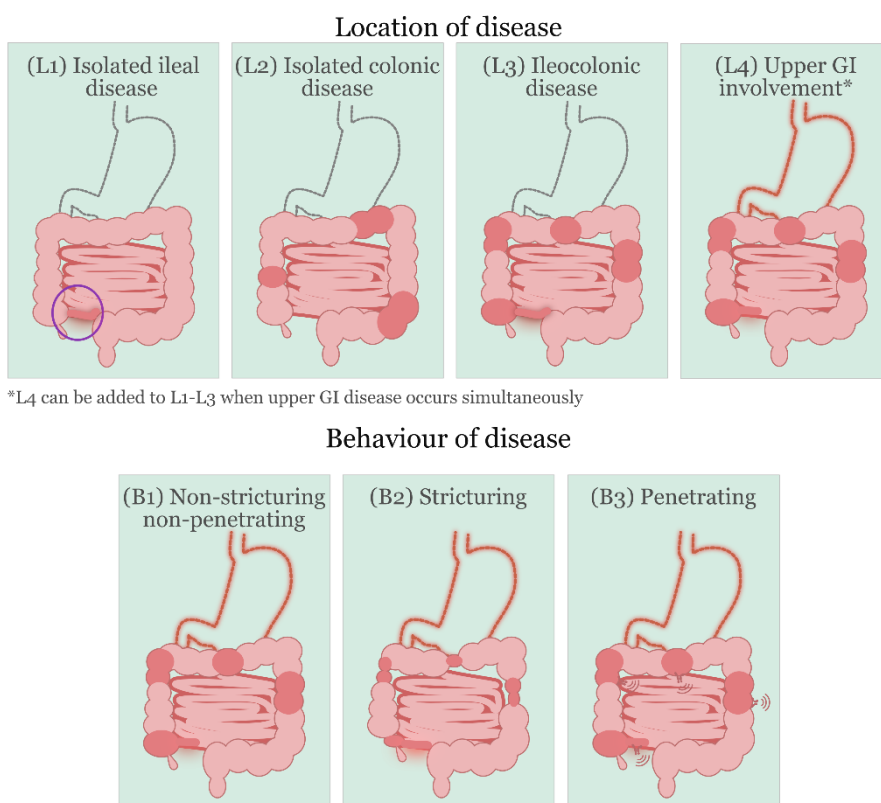 Location of disease
(L1) Isolated ileal
disease
(L2) Isolated colonic
disease
(L3) Ileocolonic
disease
(L4) Upper GI
involvement*
*L4 can be added to L1-L3 when upper GI disease occurs simultaneously
Behaviour of disease
(B1) Non-stricturing
non-penetrating
(B2) Stricturing
(B3) Penetrating